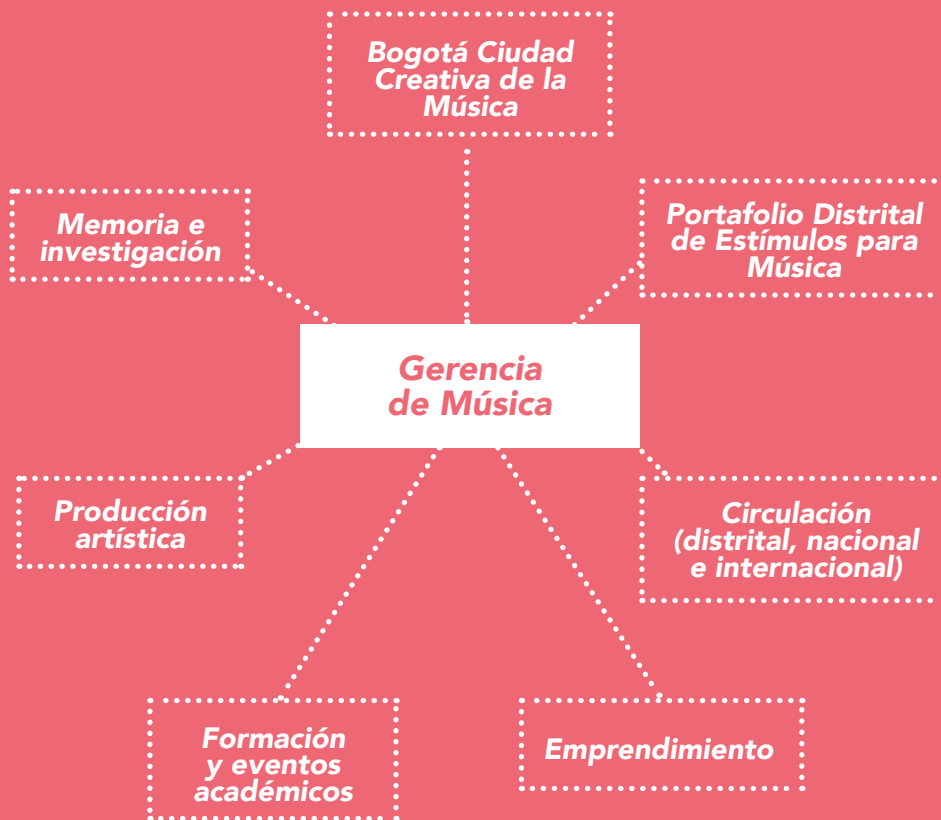 Bogotá Ciudad
Creativa de la
Música
Memoria e
investigación
Portafolio Distrital
de Estímulos para
Música
Gerencia
de Música
Producción
artística
Circulación
(distrital, nacional
e internacional)
Formación
y eventos
académicos
Emprendimiento